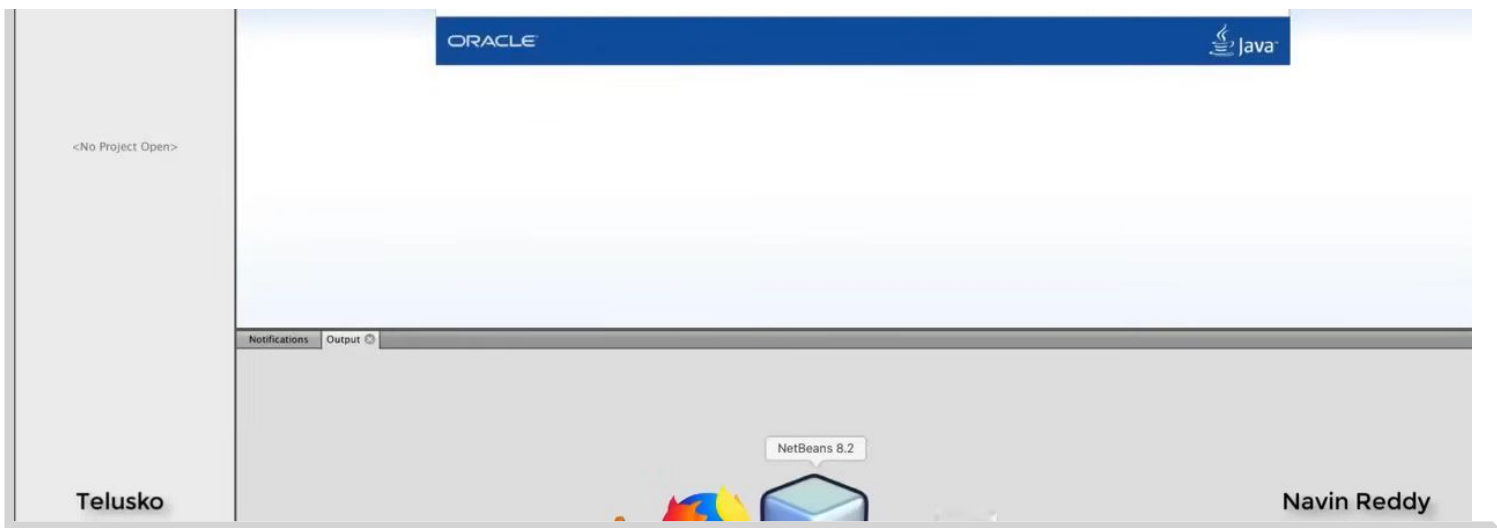 ORACLE
Java
<No Project Open>
Notifications Output
NetBeans 8.2
Telusko
Navin Reddy